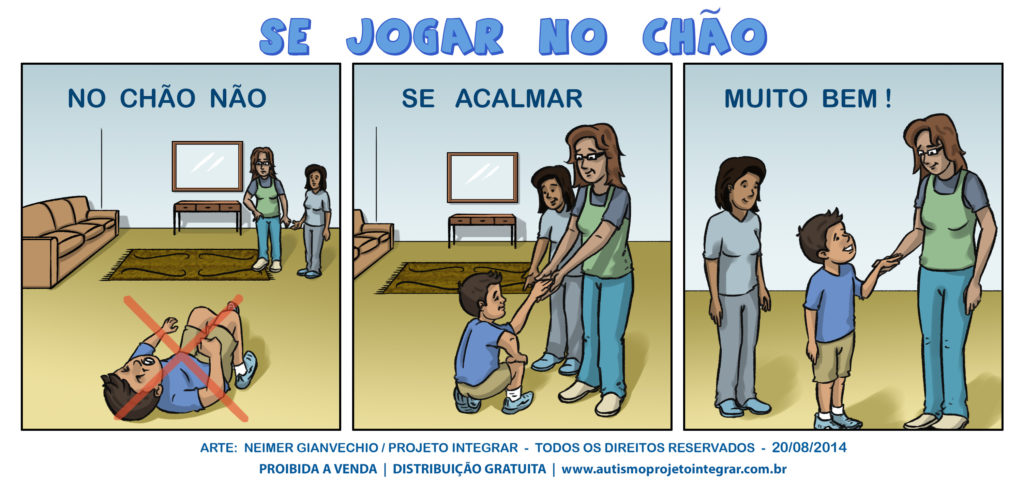 SE JOGAR NO CHÃO
NO CHÃO NÃO
SE ACALMAR
MUITO BEM !
ARTE: NEIMER GIANVECHIO / PROJETO INTEGRAR - TODOS OS DIREITOS RESERVADOS - 20/08/2014
PROIBIDA A VENDA | DISTRIBUIÇÃO GRATUITA | www.autismoprojetointegrar.com.br